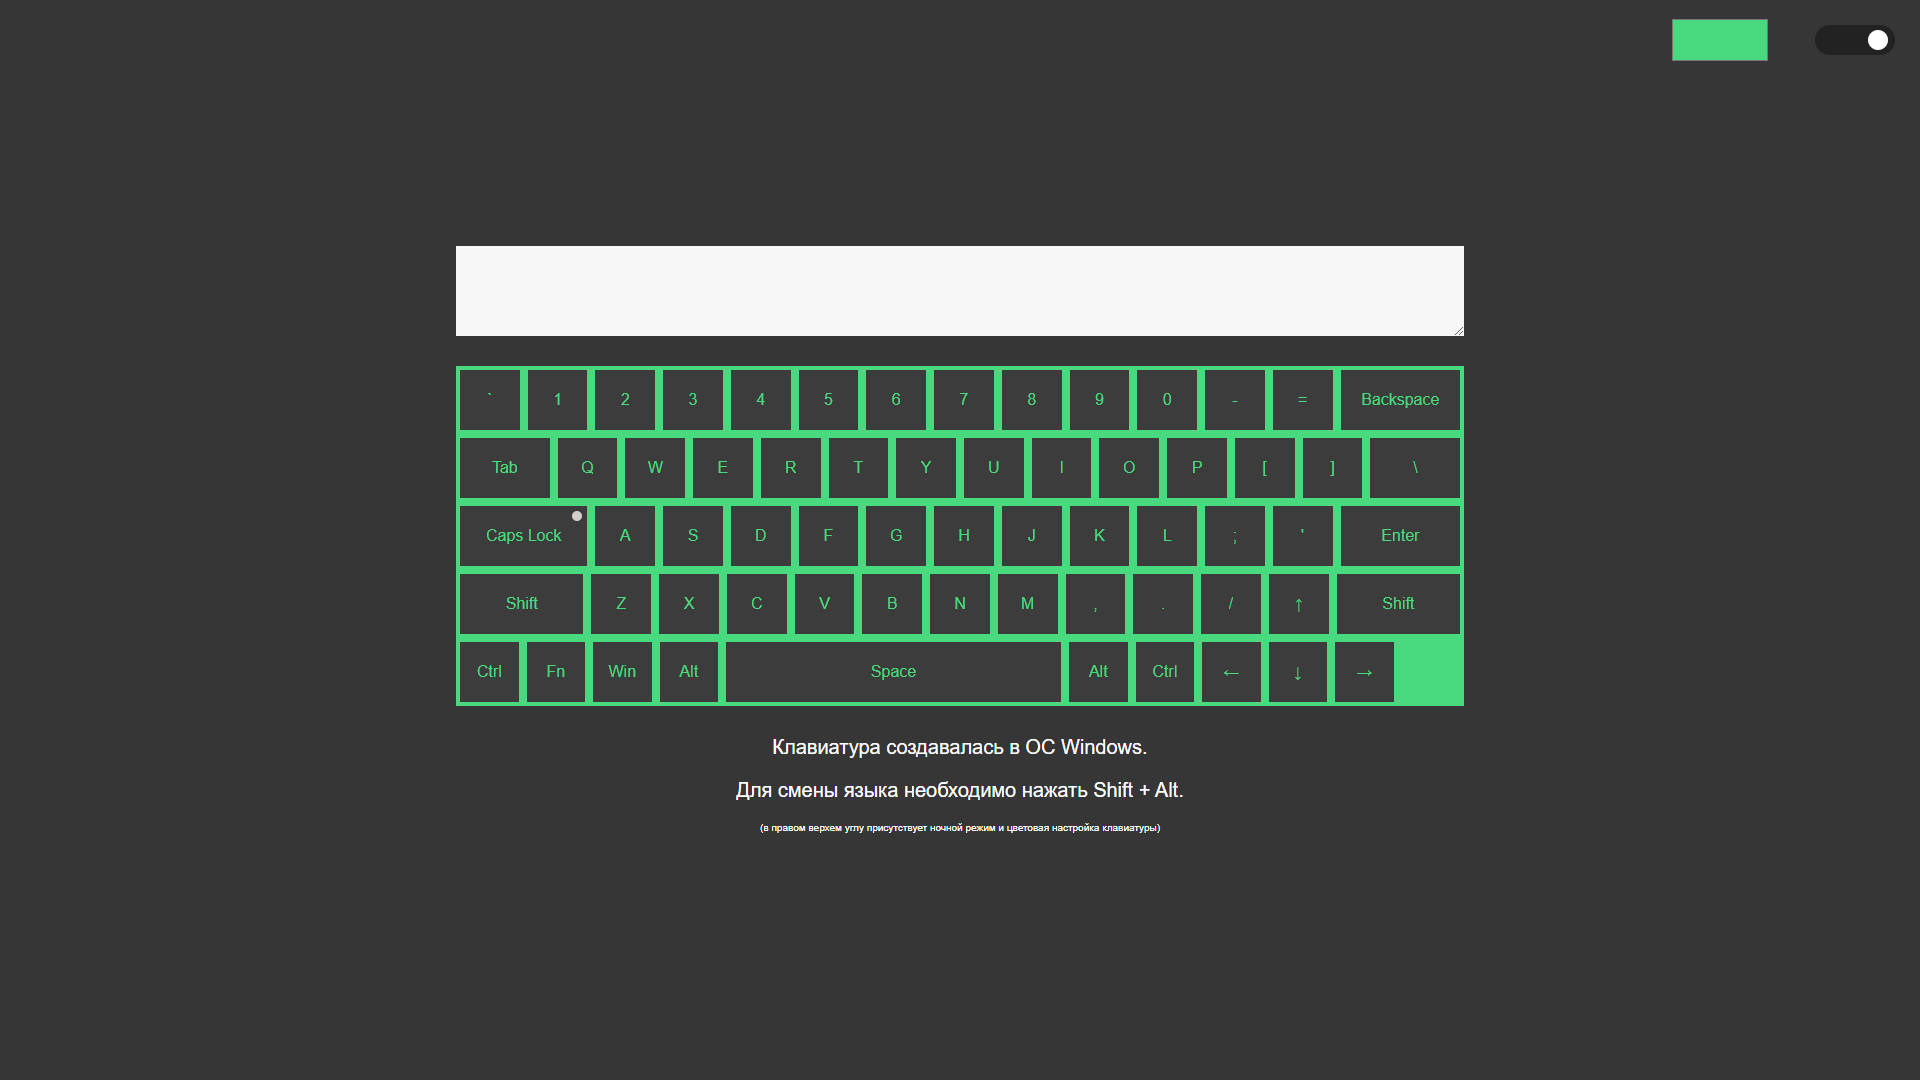 ` 1 2 3 4 5 6 7 8 9 0 - = Backspace
Tab Q W E R T Y U I O P [ ] \
Caps Lock A S D F G H J K L ; ' Enter
Shift Z X C V B N M , . / ↑ Shift
Ctrl Fn Win Alt Space Alt Ctrl ← ↓ →
Клавиатура создавалась в ОС Windows.
Для смены языка необходимо нажать Shift + Alt.
(в правом верхем углу присутствует ночной режим и цветовая настройка клавиатуры)